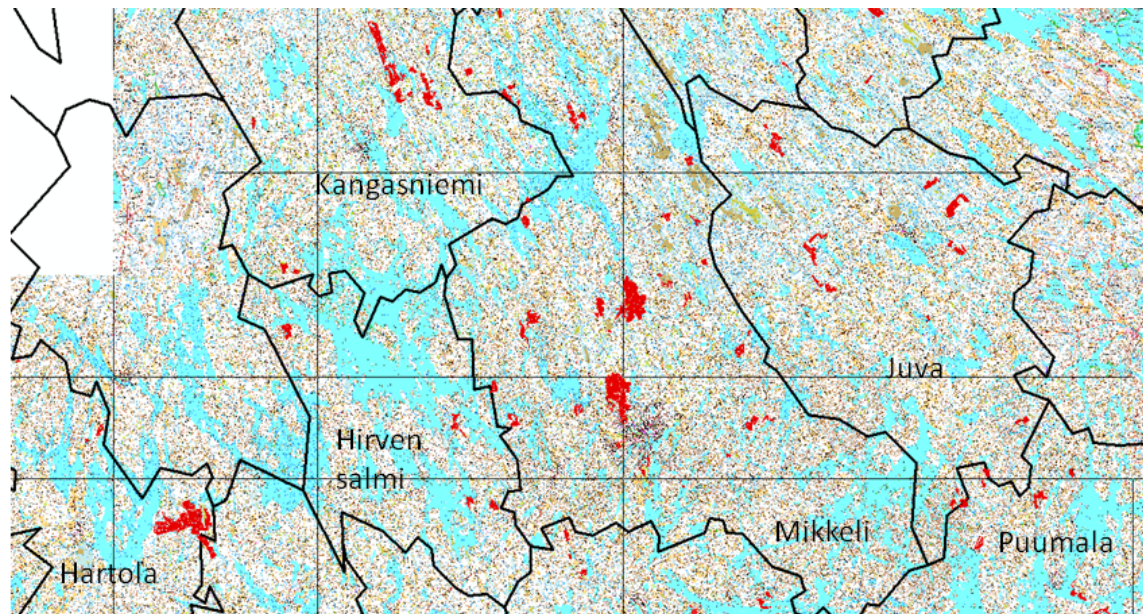 Kangasniemi
Juva
Hirven
salmi
Mikkeli
Puumala
Hartola